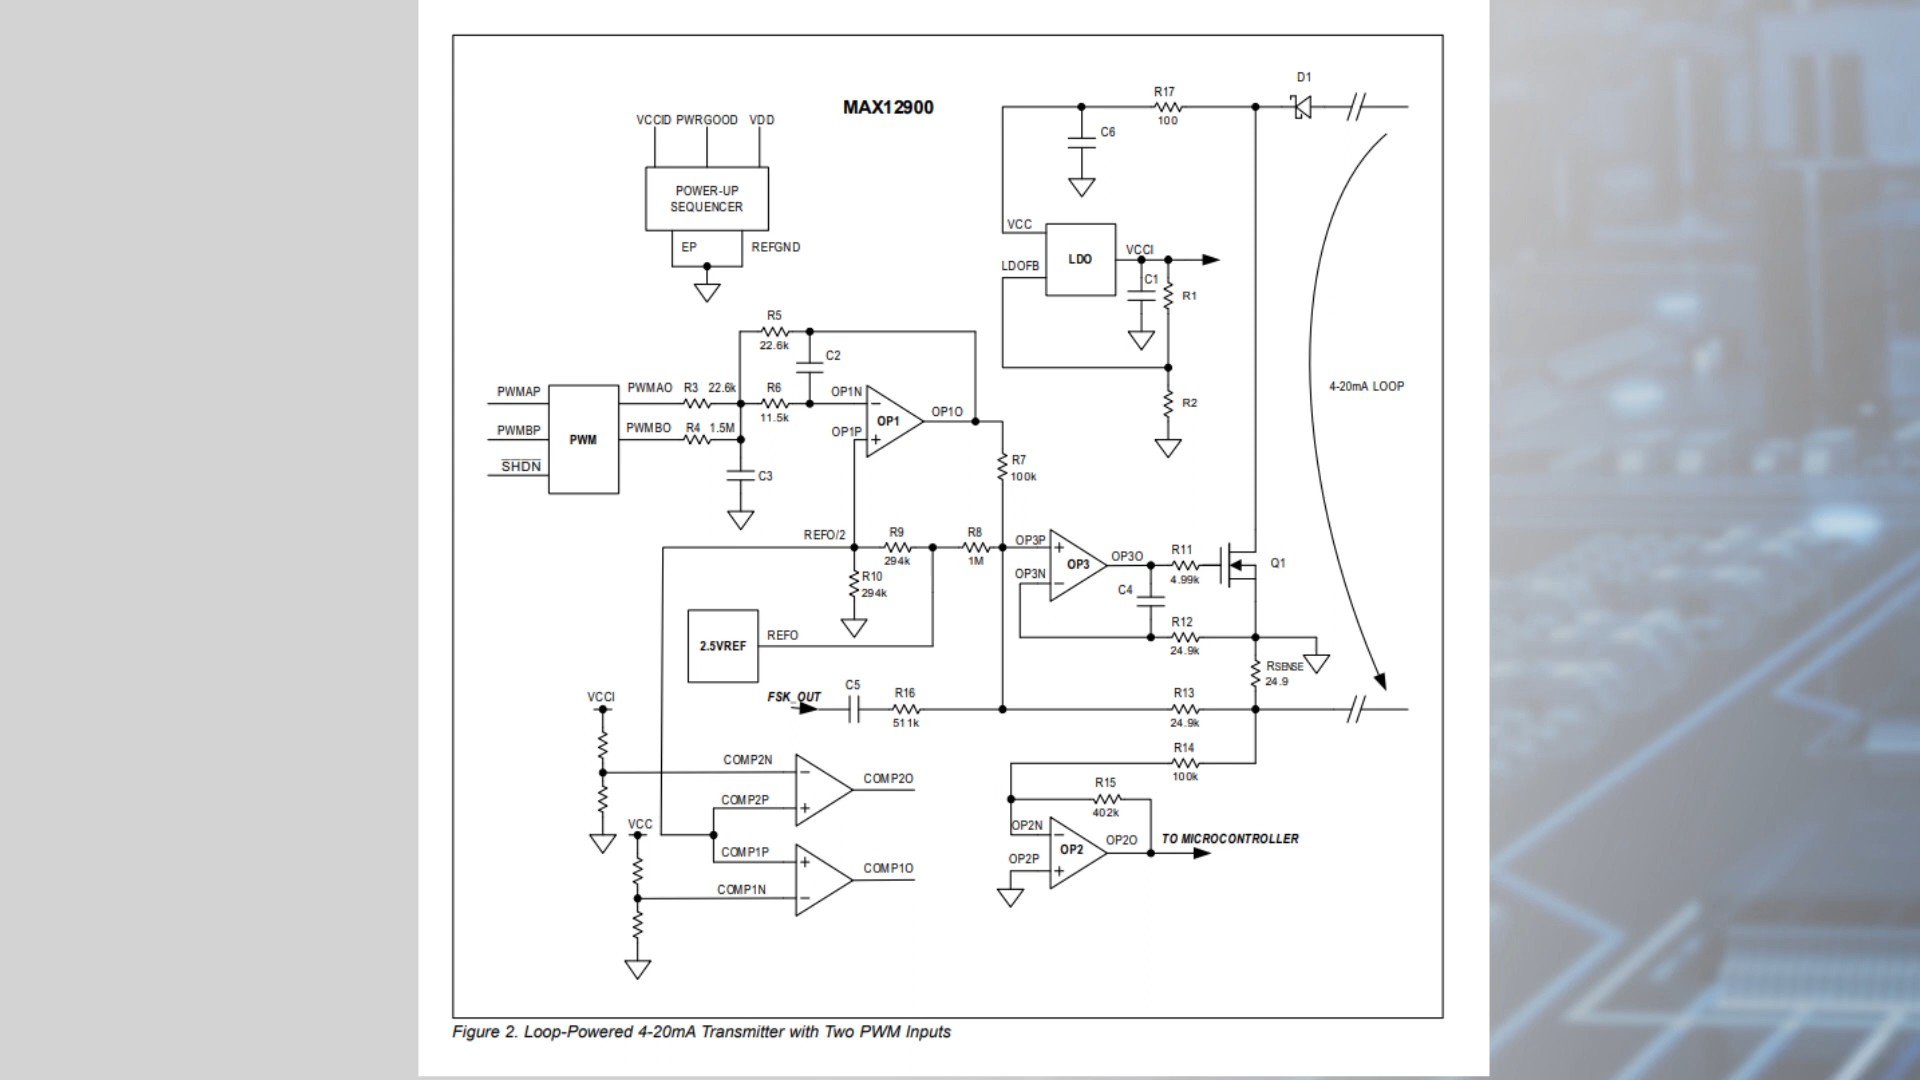 MAX12900
VCCID PWRGOOD VDD
POWER-UP
SEQUENCER
EP
REFGND
D1
R17
100
C6
VCC
LDOFB
LDO
VCCI
C1
R1
R2
4-20mA LOOP
R5
22.6k
C2
PWMAP
PWMBP
SHDN
PWM
PWMAO
R3 22.6k
PWMBO
R4 1.5M
R6
11.5k
C3
OP1N
OP1P
OP1
OP1O
R7
100k
REFO/2
R9
294k
R8
1M
R10
294k
2.5VREF
REFO
OP3P
OP3N
OP3
OP3O
R11
4.99k
C4
Q1
R12
24.9k
RSENSE
24.9
FSK_OUT
C5
R16
511k
R13
24.9k
R14
100k
R15
402k
OP2N
OP2P
OP2
OP2O
TO MICROCONTROLLER
VCCI
COMP2N
COMP2P
COMP2O
VCC
COMP1P
COMP1N
COMP1O
Figure 2. Loop-Powered 4-20mA Transmitter with Two PWM Inputs